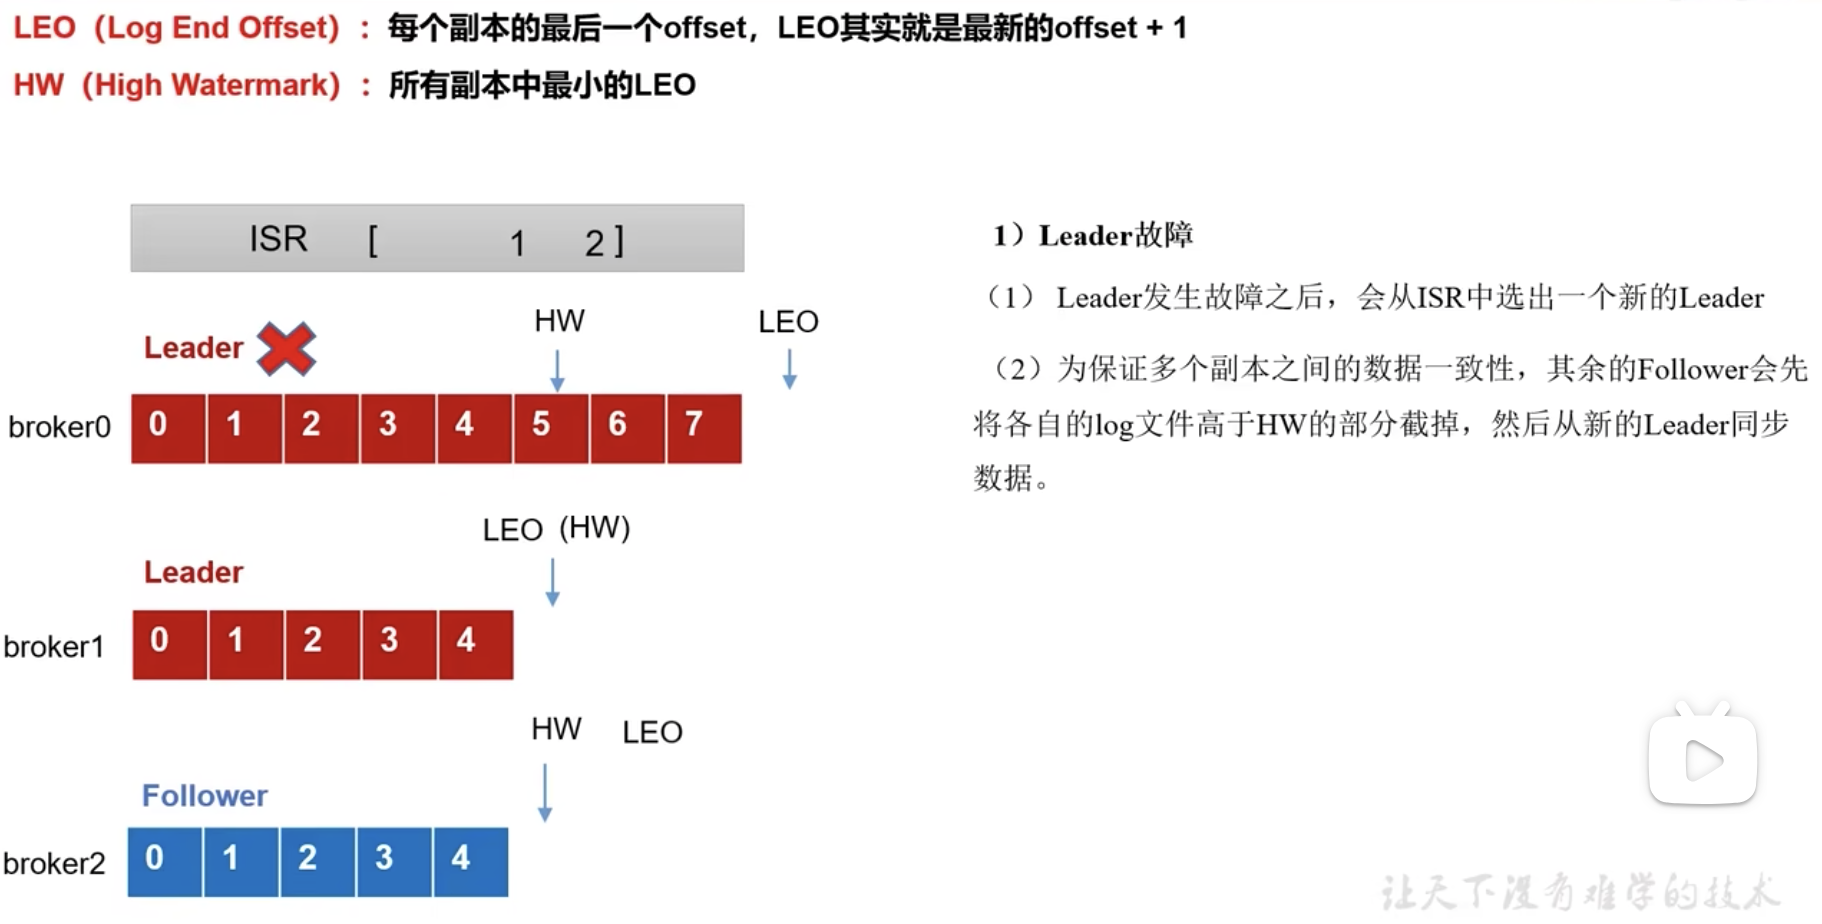 LEO（Log End Offset）：每个副本的最后一个offset，LEO其实就是最新的offset + 1
HW（High Watermark）：所有副本中最小的LEO
ISR [ 1 2 ]
Leader
HW
LEO
broker0
0 1 2 3 4 5 6 7
LEO（HW)
Leader
broker1
0 1 2 3 4
HW
LEO
Follower
broker2
0 1 2 3 4
1）Leader故障
（1） Leader发生故障之后，会从ISR中选出一个新的Leader
（2）为保证多个副本之间的数据一致性，其余的Follower会先
将各自的log文件高于HW的部分截掉，然后从新的Leader同步
数据。
让天下没有难学的技术